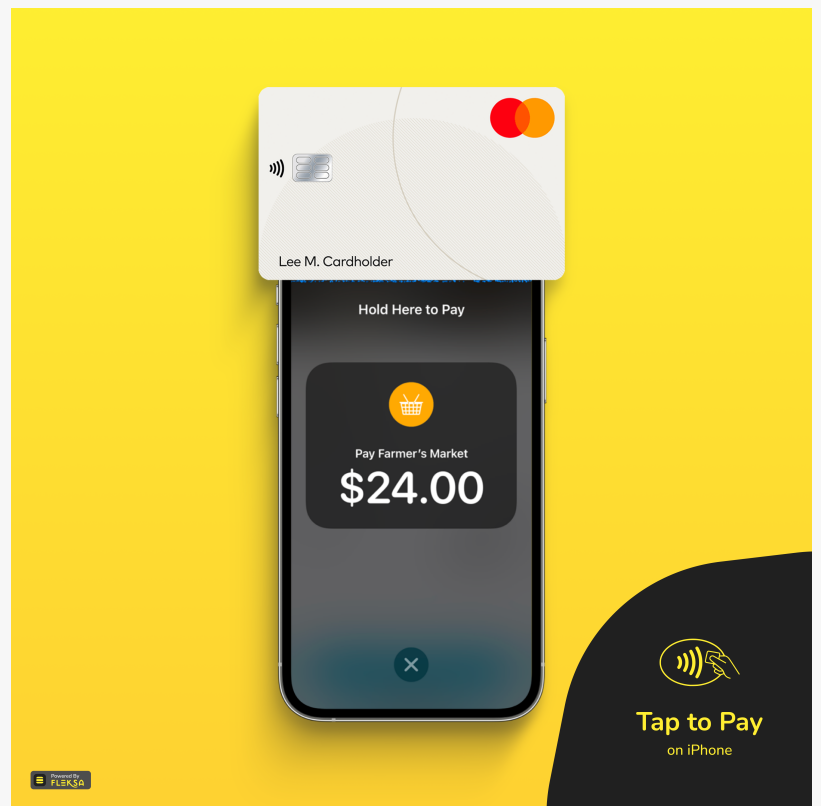 Lee M. Cardholder
Hold Here to Pay
Pay Farmer's Market
$24.00
Tap to Pay
on iPhone
Powered By
FLEKSA